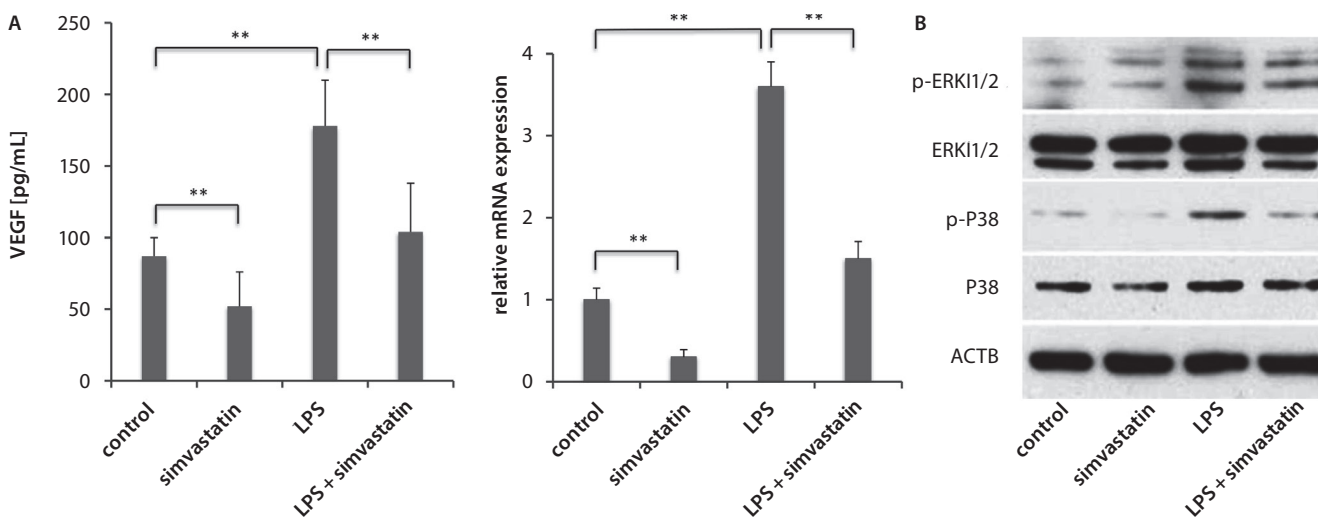 A
VEGF [pg/mL]
250
200
150
100
50
0
**
**
**
control
simvastatin
LPS
LPS + simvastatin
relative mRNA expression
4
3
2
1
0
**
**
**
control
simvastatin
LPS
LPS + simvastatin
B
p-ERKI1/2
ERKI1/2
p-P38
P38
ACTB
control
simvastatin
LPS
LPS + simvastatin